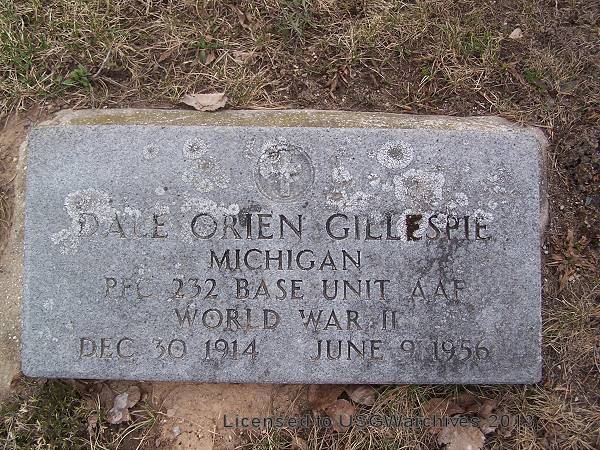 DALE ORIEN GILLESPIE
MICHIGAN
PFC 232 BASE UNIT AAF
WORLD WAR II
DEC 30 1914 JUNE 9 1956
Licensed to USGWarchives 2013